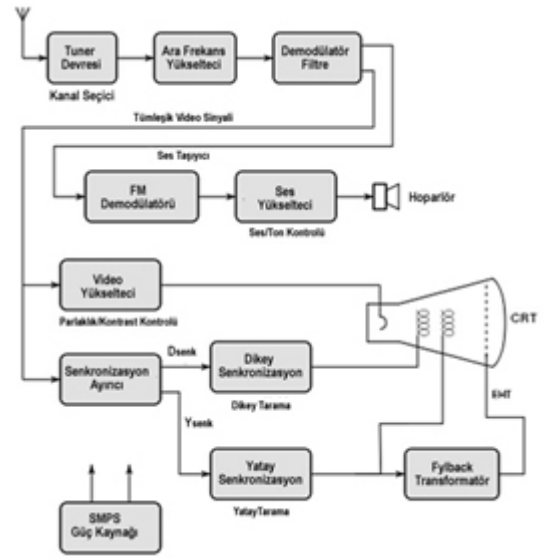 Tuner
Devresi
Ara Frekans
Yükselteci
Demodülatör
Filtre
Kanal Seçici
Tümleşik Video Sinyali
Ses Taşıyıcı
FM
Demodülatörü
Ses
Yükselteci
Hoparlör
Ses/Ton Kontrolü
Video
Yükselteci
Parlaklık/Kontrast Kontrolü
CRT
Dsenk
Senkronizasyon
Ayırıcı
Dikey
Senkronizasyon
EHT
Dikey Tarama
Ysenk
Yatay
Senkronizasyon
Fylback
Transformatör
YatayTarama
SMPS
Güç Kaynağı